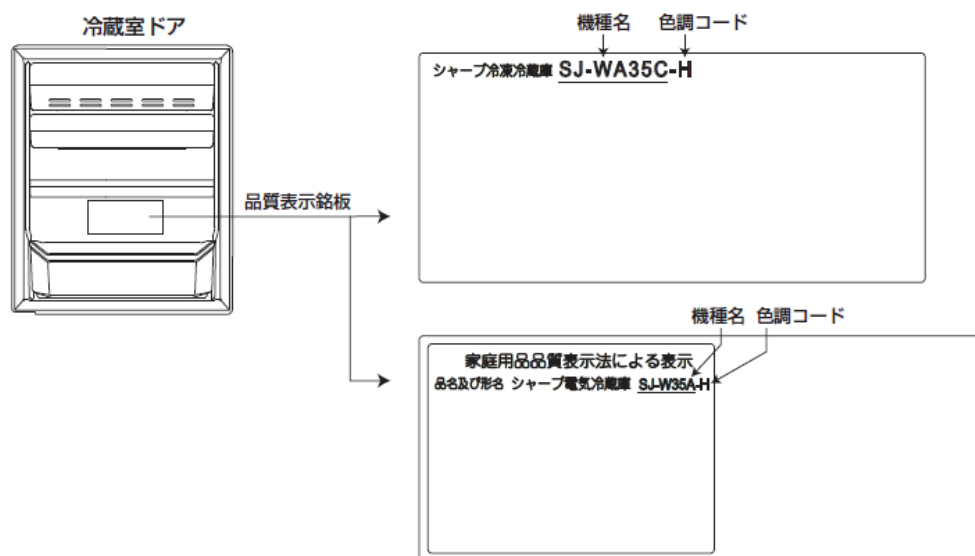 冷蔵室ドア
機種名 色調コード
シャープ冷凍冷蔵庫 SJ-WA35C-H
品質表示銘板
機種名 色調コード
家庭用品品質表示法による表示
品名及び形名 シャープ電気冷蔵庫 SJ-W35A-H